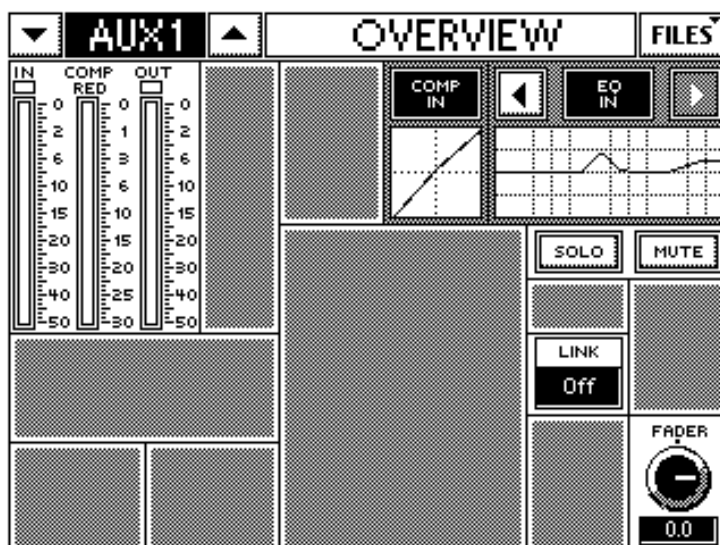 AUX1 OVERVIEW FILES
IN COMP RED OUT
0 0 0
2 1 2
6 3 6
10 6 10
15 10 15
20 15 20
30 20 30
40 25 40
50 30 50
COMP IN
EQ IN
SOLO MUTE
LINK
Off
FADER
0.0